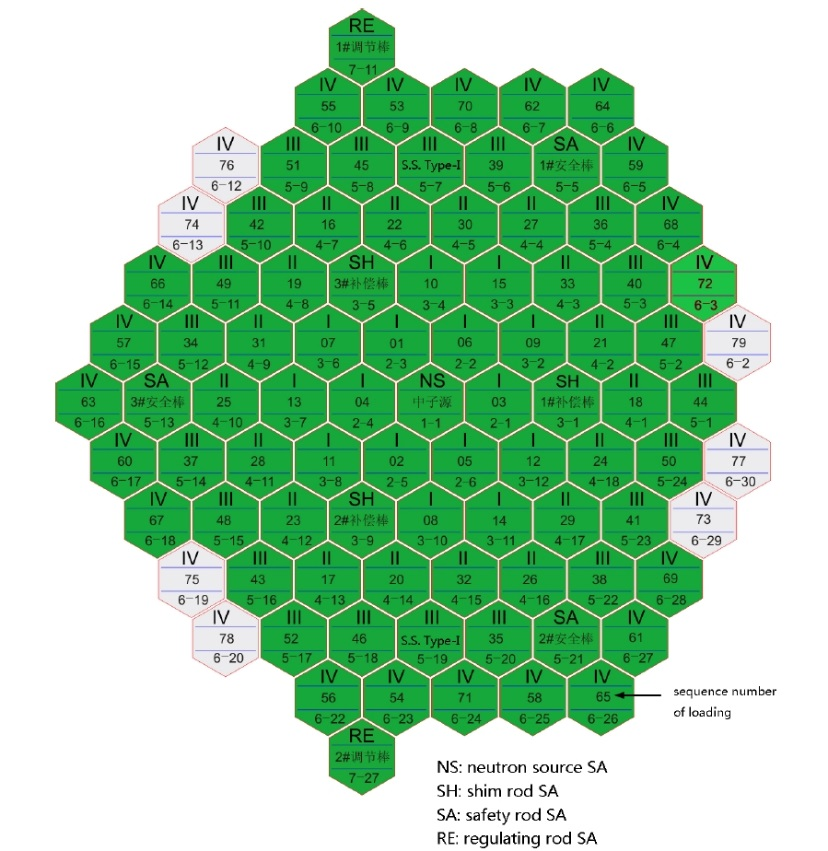 RE
1#调节棒
7-11
IV IV IV IV IV
55 53 70 62 64
6-10 6-9 6-8 6-7 6-6
IV III III III III SA IV
76 51 45 S.S. Type-I 39 1#安全棒 59
6-12 5-9 5-8 5-7 5-6 5-5 6-5
IV III II II II II III IV
74 42 16 22 30 27 36 68
6-13 5-10 4-7 4-6 4-5 4-4 5-4 6-4
IV III II SH I I II III IV
66 49 19 3#补偿棒 10 15 33 40 72
6-14 5-11 4-8 3-5 3-4 3-3 4-3 5-3 6-3
IV III II I I I I II III IV
57 34 31 07 01 06 09 21 47 79
6-15 5-12 4-9 3-6 2-3 2-2 3-2 4-2 5-2 6-2
IV SA II I I NS I SH II III
63 3#安全棒 25 13 04 中子源 03 1#补偿棒 18 44
6-16 5-13 4-10 3-7 2-4 1-1 2-1 3-1 4-1 5-1
IV III II I I I I II III IV
60 37 28 11 02 05 12 24 50 77
6-17 5-14 4-11 3-8 2-5 2-6 3-12 4-18 5-24 6-30
IV III II SH I I II III IV
67 48 23 2#补偿棒 08 14 29 41 73
6-18 5-15 4-12 3-9 3-10 3-11 4-17 5-23 6-29
IV III II II II II III IV
75 43 17 20 32 26 38 69
6-19 5-16 4-13 4-14 4-15 4-16 5-22 6-28
IV III III III III SA IV
78 52 46 S.S. Type-I 35 2#安全棒 61
6-20 5-17 5-18 5-19 5-20 5-21 6-27
IV IV IV IV IV
56 54 71 58 65
6-22 6-23 6-24 6-25 6-26
sequence number
of loading
RE
2#调节棒
7-27
NS: neutron source SA
SH: shim rod SA
SA: safety rod SA
RE: regulating rod SA